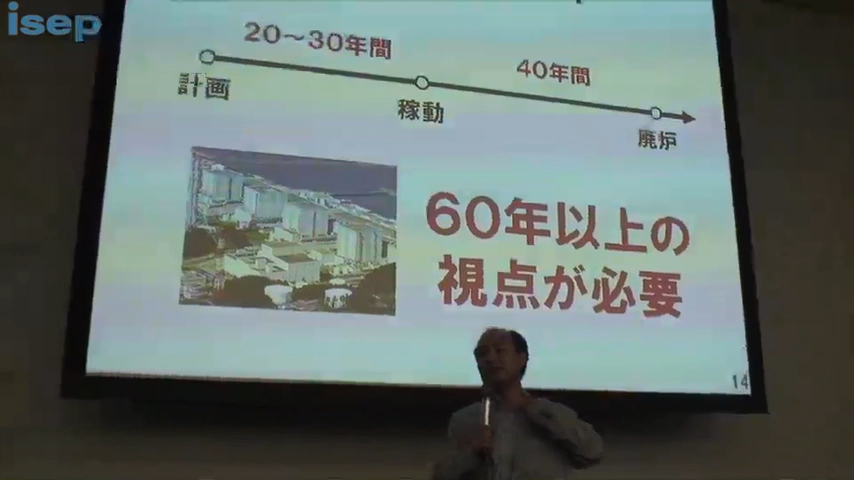 isep
20〜30年間
40年間
計画
稼動
廃炉
60年以上の
視点が必要
14